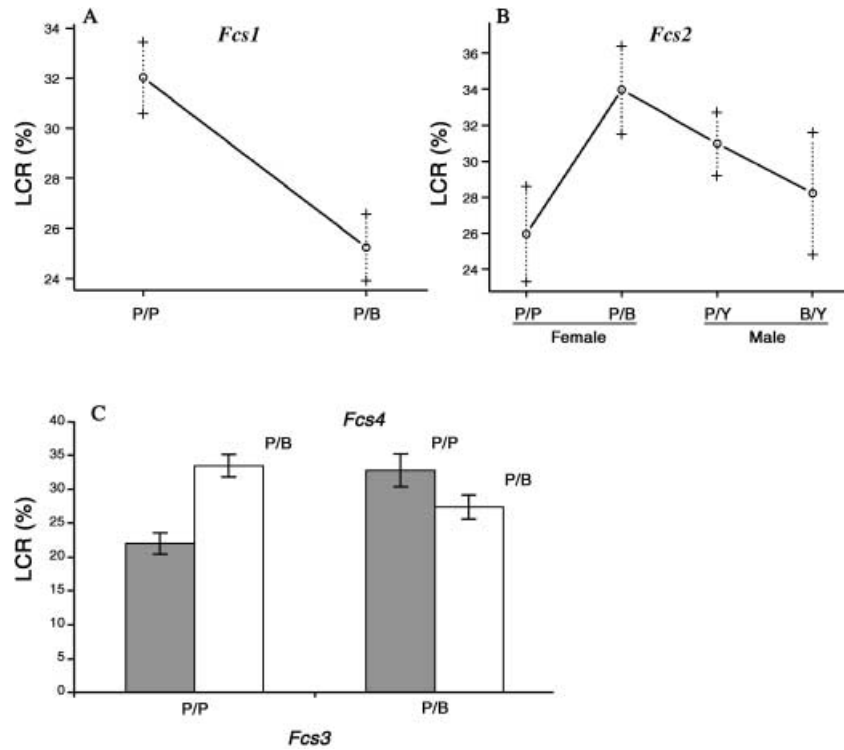 A
Fcs1
LCR (%)
34
32
30
28
26
24
P/P
P/B
B
Fcs2
LCR (%)
36
34
32
30
28
26
24
P/P
P/B
P/Y
B/Y
Female
Male
C
Fcs4
LCR (%)
40
35
30
25
20
15
10
5
0
P/B
P/P
P/B
P/P
P/B
Fcs3